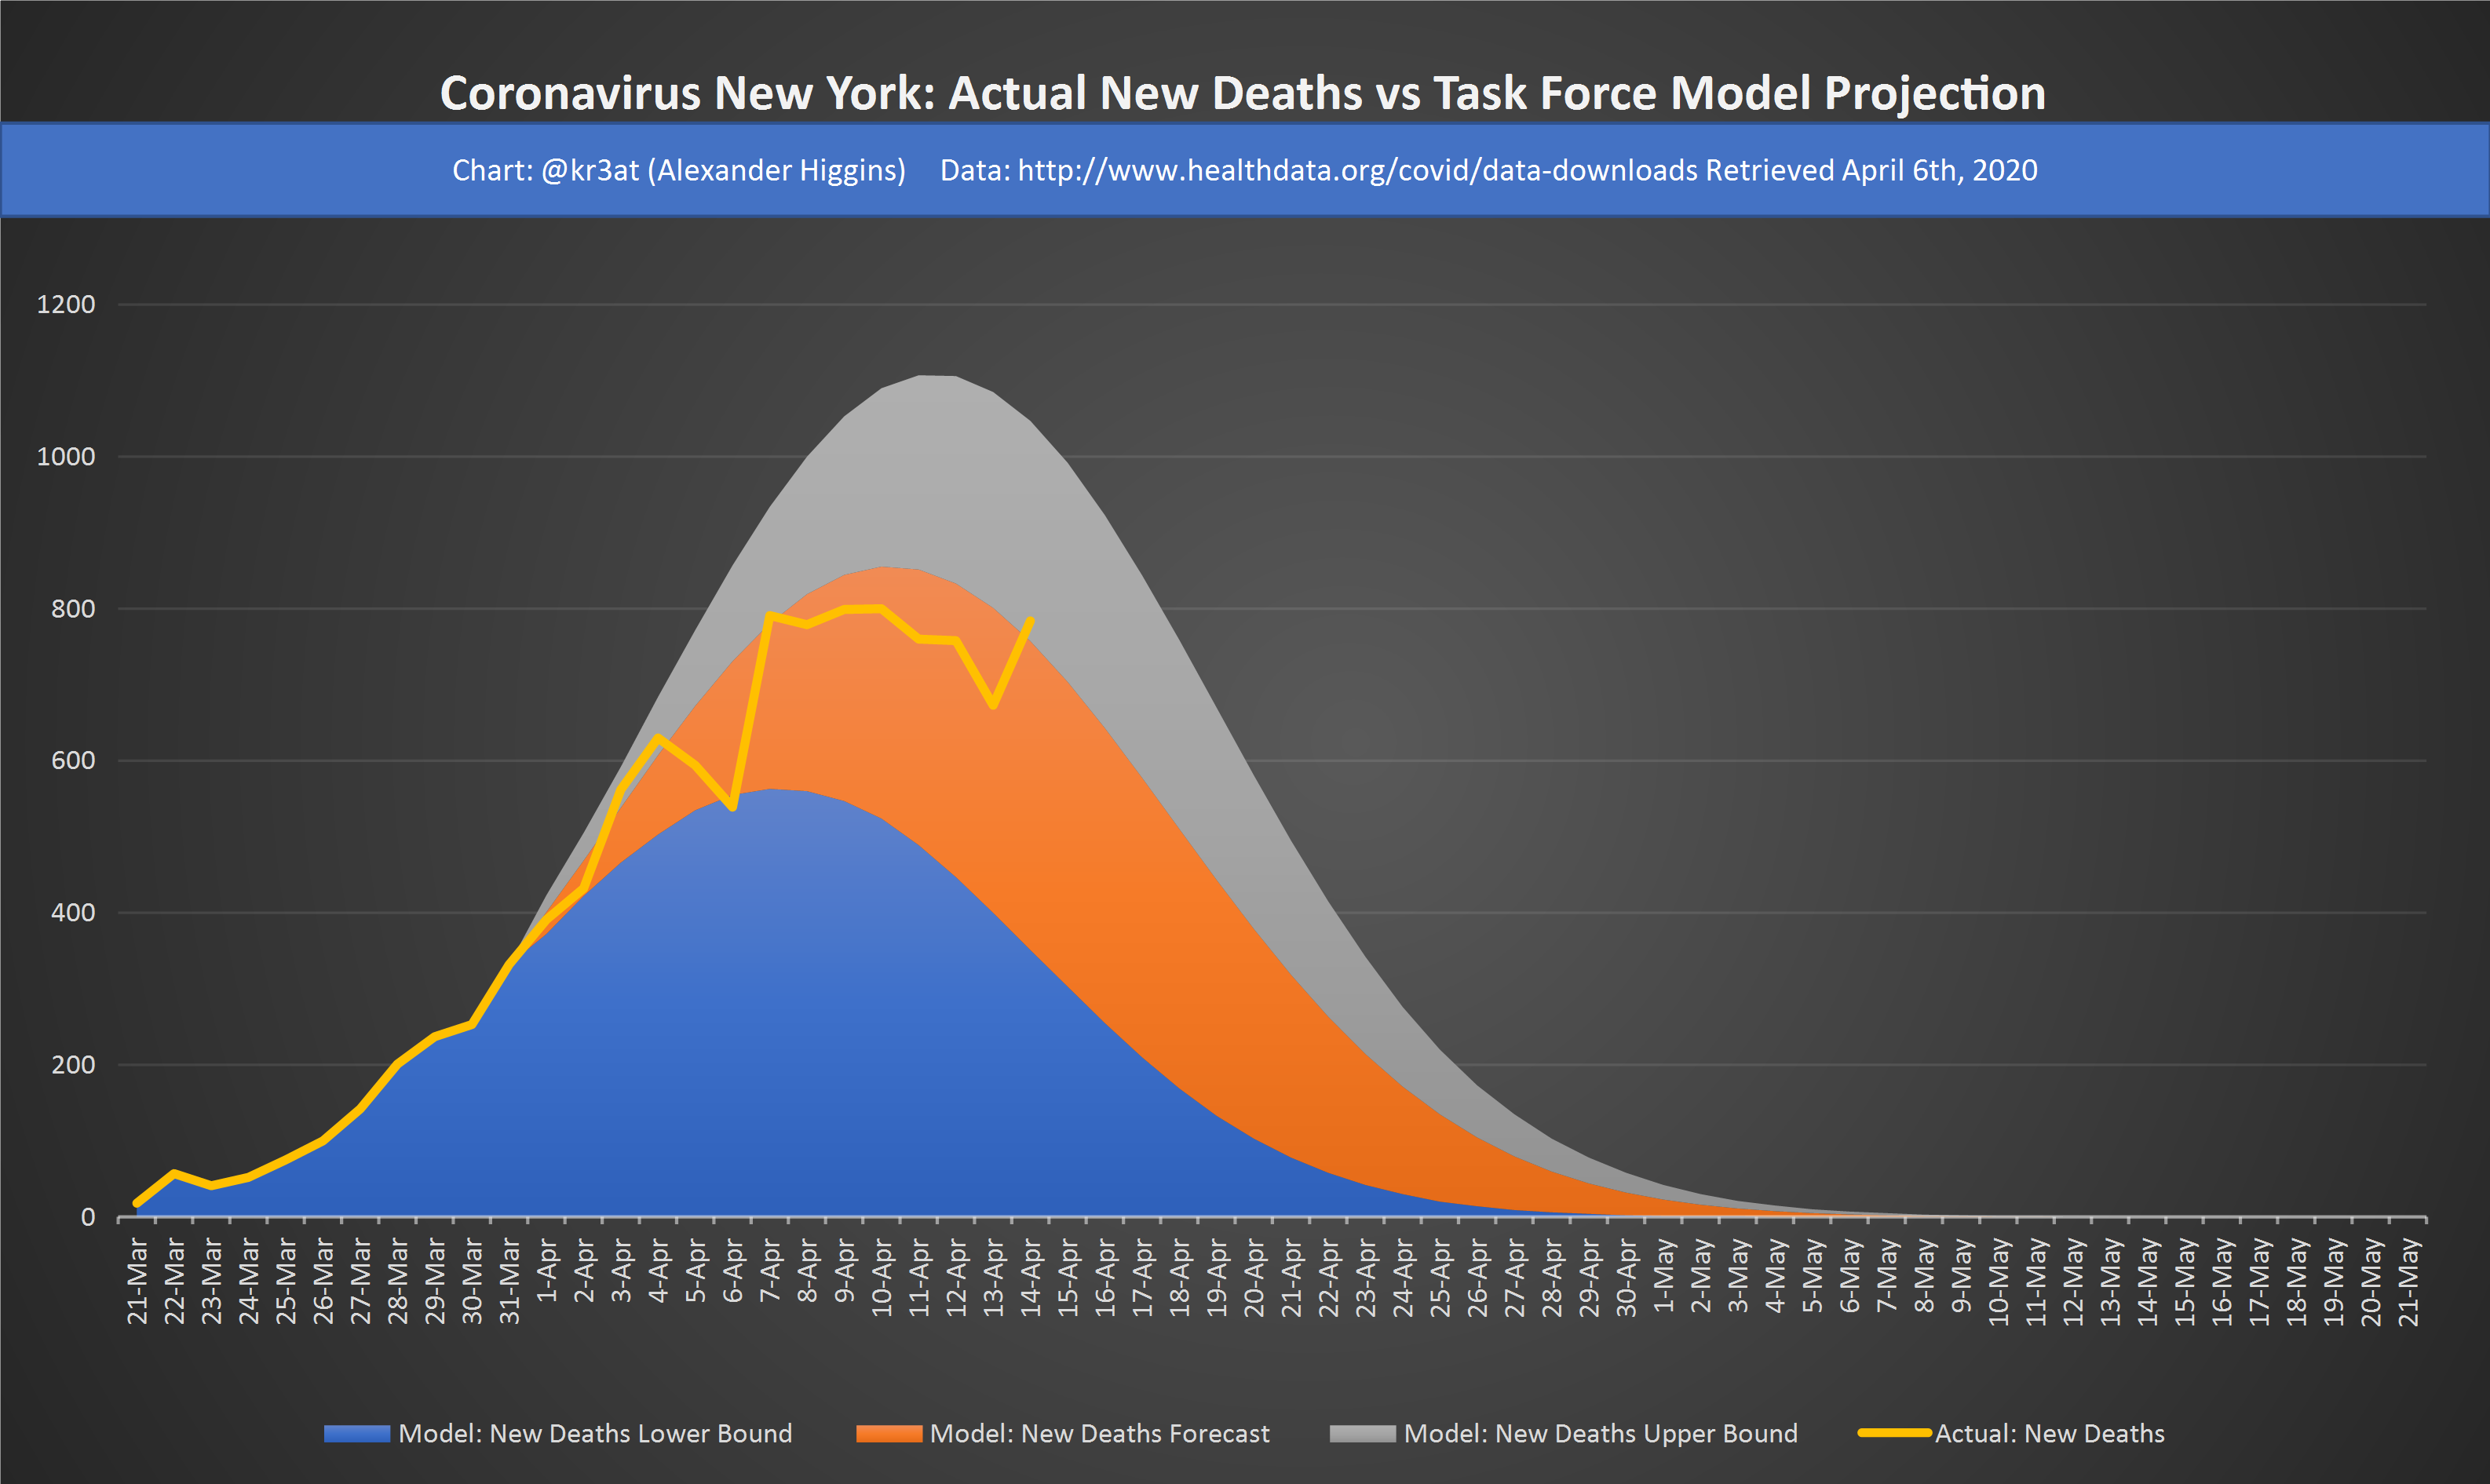 Coronavirus New York: Actual New Deaths vs Task Force Model Projection
Chart: @kr3at (Alexander Higgins) Data: http://www.healthdata.org/covid/data-downloads Retrieved April 6th, 2020
1200
1000
800
600
400
200
0
21-Mar
22-Mar
23-Mar
24-Mar
25-Mar
26-Mar
27-Mar
28-Mar
29-Mar
30-Mar
31-Mar
1-Apr
2-Apr
3-Apr
4-Apr
5-Apr
6-Apr
7-Apr
8-Apr
9-Apr
10-Apr
11-Apr
12-Apr
13-Apr
14-Apr
15-Apr
16-Apr
17-Apr
18-Apr
19-Apr
20-Apr
21-Apr
22-Apr
23-Apr
24-Apr
25-Apr
26-Apr
27-Apr
28-Apr
29-Apr
30-Apr
1-May
2-May
3-May
4-May
5-May
6-May
7-May
8-May
9-May
10-May
11-May
12-May
13-May
14-May
15-May
16-May
17-May
18-May
19-May
20-May
21-May
Model: New Deaths Lower Bound
Model: New Deaths Forecast
Model: New Deaths Upper Bound
Actual: New Deaths